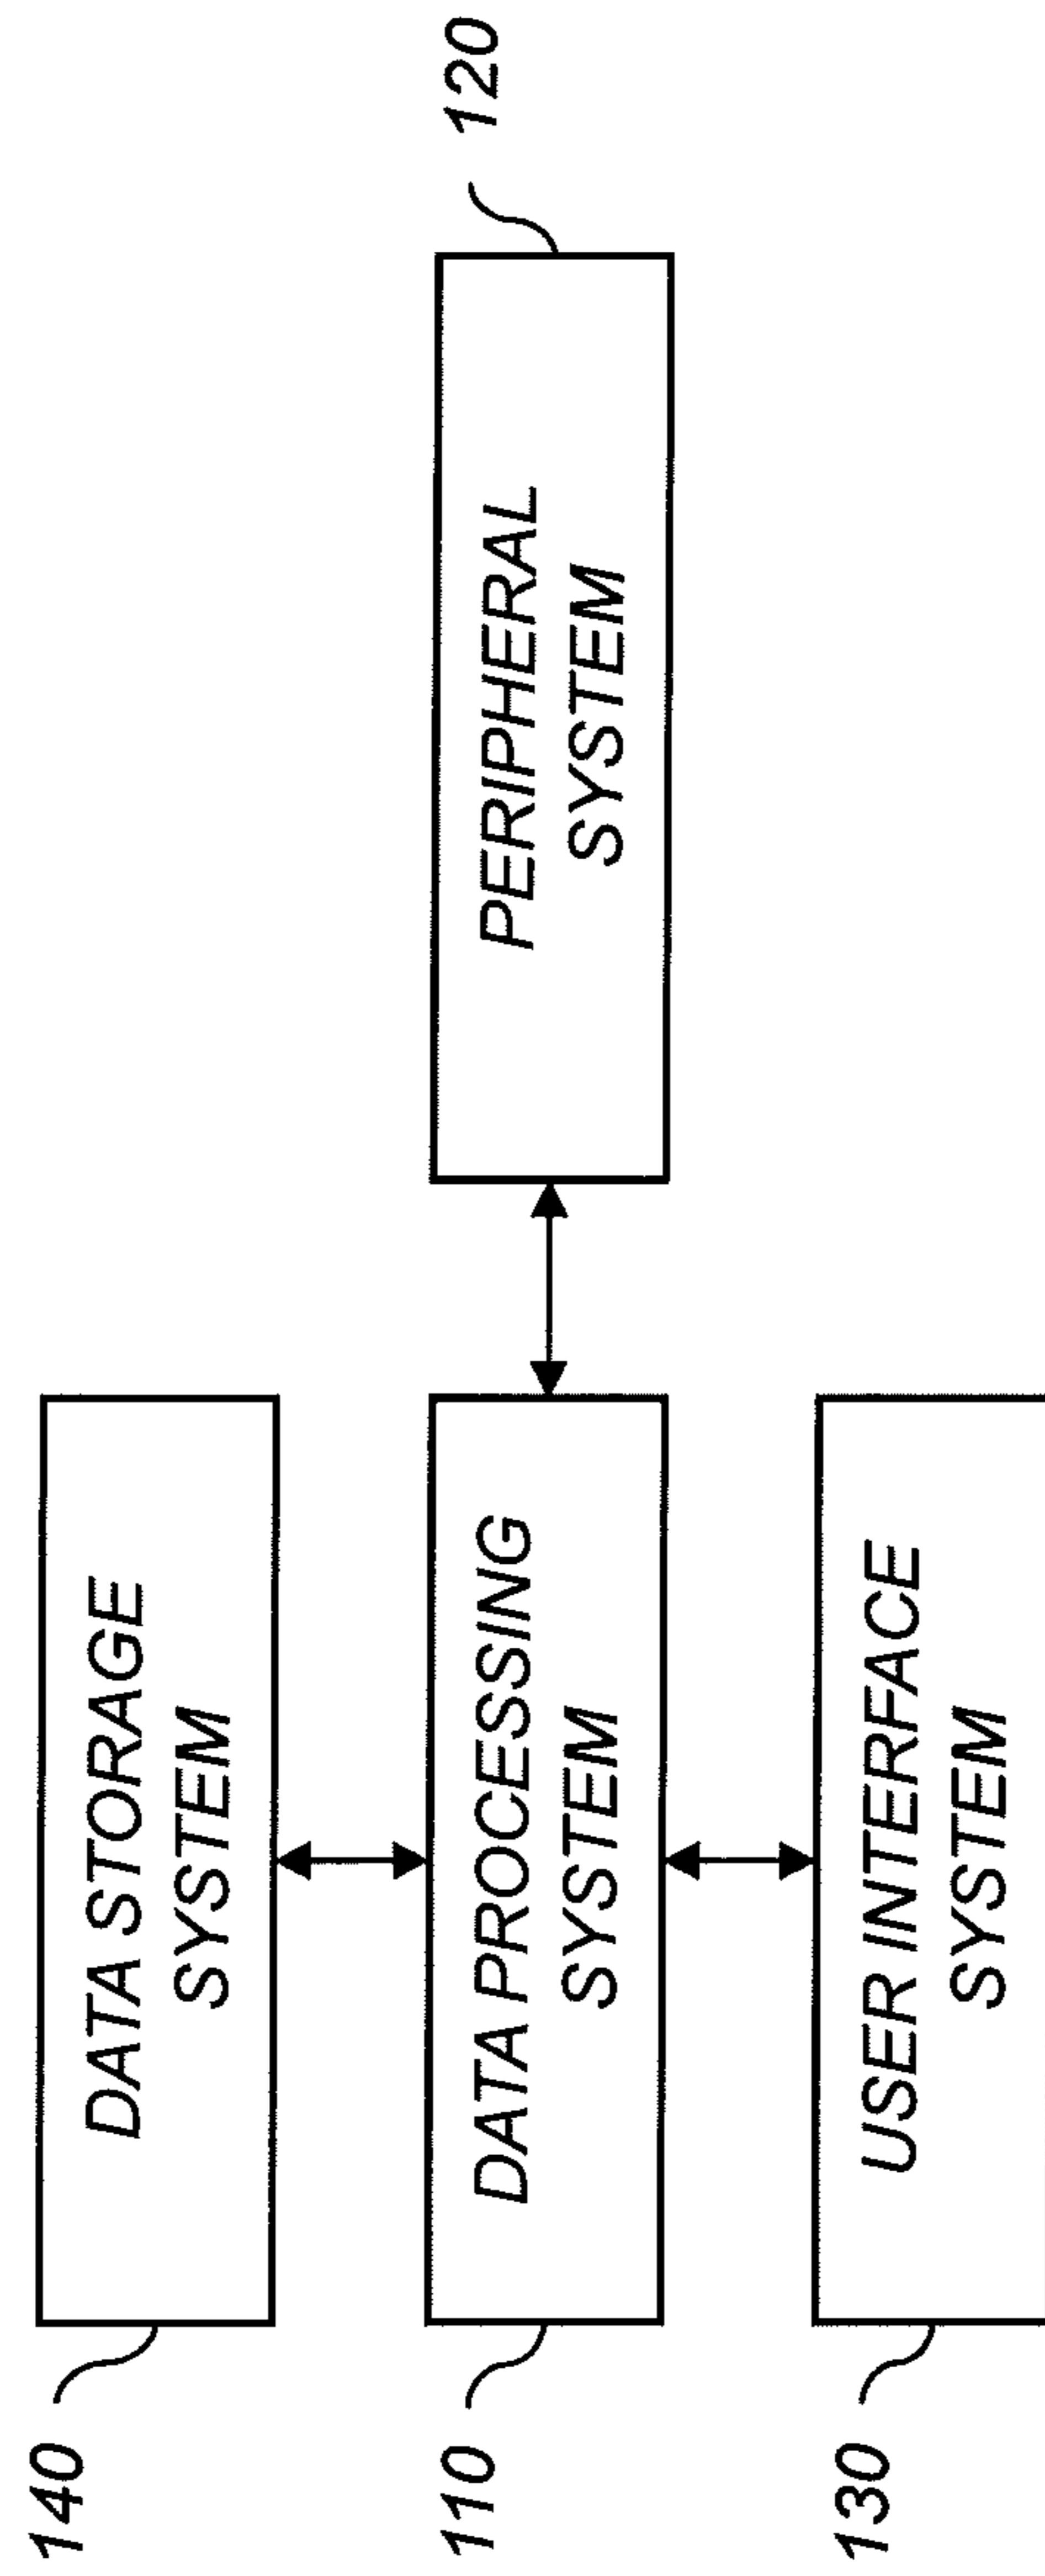 140
DATA STORAGE
SYSTEM
110
DATA PROCESSING
SYSTEM
PERIPHERAL
SYSTEM
120
130
USER INTERFACE
SYSTEM